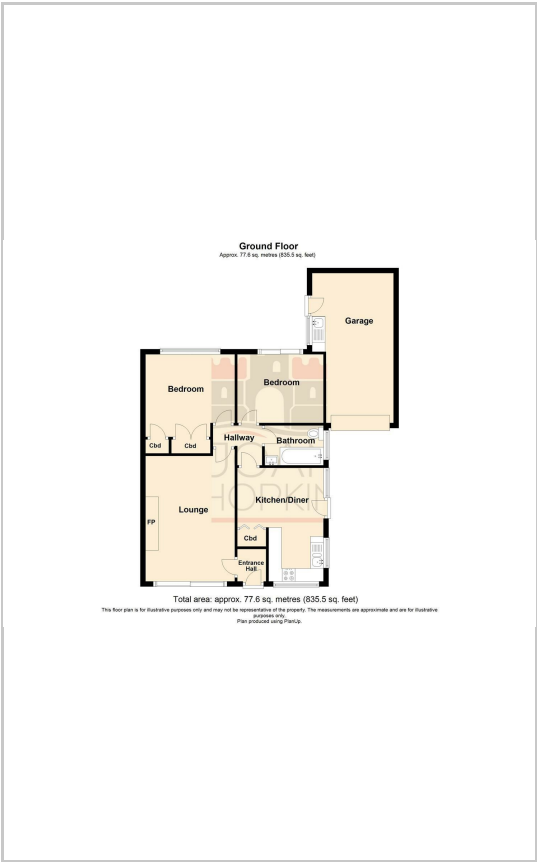 Ground Floor
Approx. 77.6 sq. metres (835.5 sq. feet)
Garage
Bedroom
Bedroom
Hallway
Bathroom
Cbd
Cbd
Kitchen/Diner
Lounge
FP
Cbd
Entrance
Hall
HOPKIN
Total area: approx. 77.6 sq. metres (835.5 sq. feet)
This floor plan is for illustrative purposes only and may not be representative of the property. The measurements are approximate and are for illustrative
purposes only.
Plan produced using PlanUp.